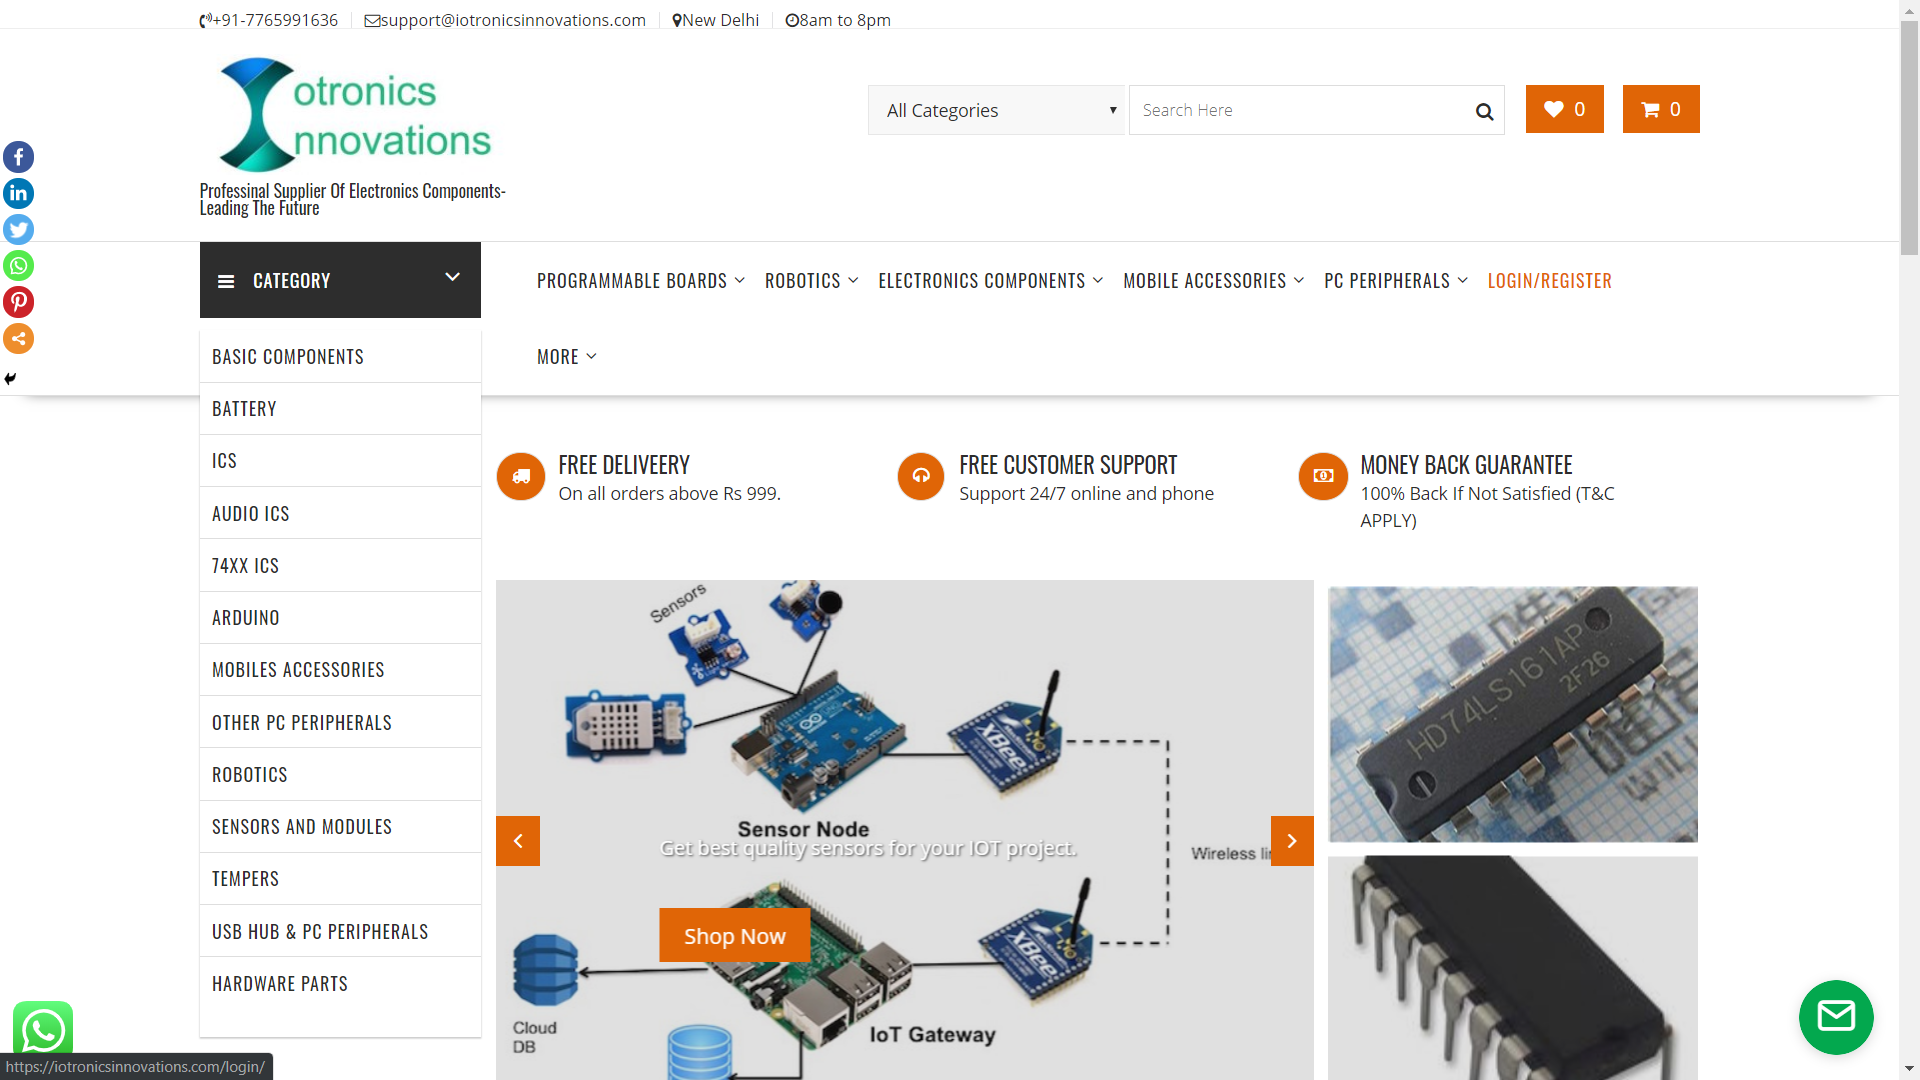 +91-7765991636
support@iotronicsinnovations.com
New Delhi
8am to 8pm
otronics
nnovations
Professinal Supplier Of Electronics Components-
Leading The Future
All Categories
Search Here
0
0
CATEGORY
PROGRAMMABLE BOARDS
ROBOTICS
ELECTRONICS COMPONENTS
MOBILE ACCESSORIES
PC PERIPHERALS
LOGIN/REGISTER
MORE
BASIC COMPONENTS
BATTERY
ICS
AUDIO ICS
74XX ICS
ARDUINO
MOBILES ACCESSORIES
OTHER PC PERIPHERALS
ROBOTICS
SENSORS AND MODULES
TEMPERS
USB HUB & PC PERIPHERALS
HARDWARE PARTS
FREE DELIVEERY
On all orders above Rs 999.
FREE CUSTOMER SUPPORT
Support 24/7 online and phone
MONEY BACK GUARANTEE
100% Back If Not Satisfied (T&C
APPLY)
Sensors
XBee
Sensor Node
Get best quality sensors for your IOT project.
Wireless li
Shop Now
XBee
Cloud
DB
IoT Gateway
HD74LS161AP
2F26
https://iotronicsinnovations.com/login/